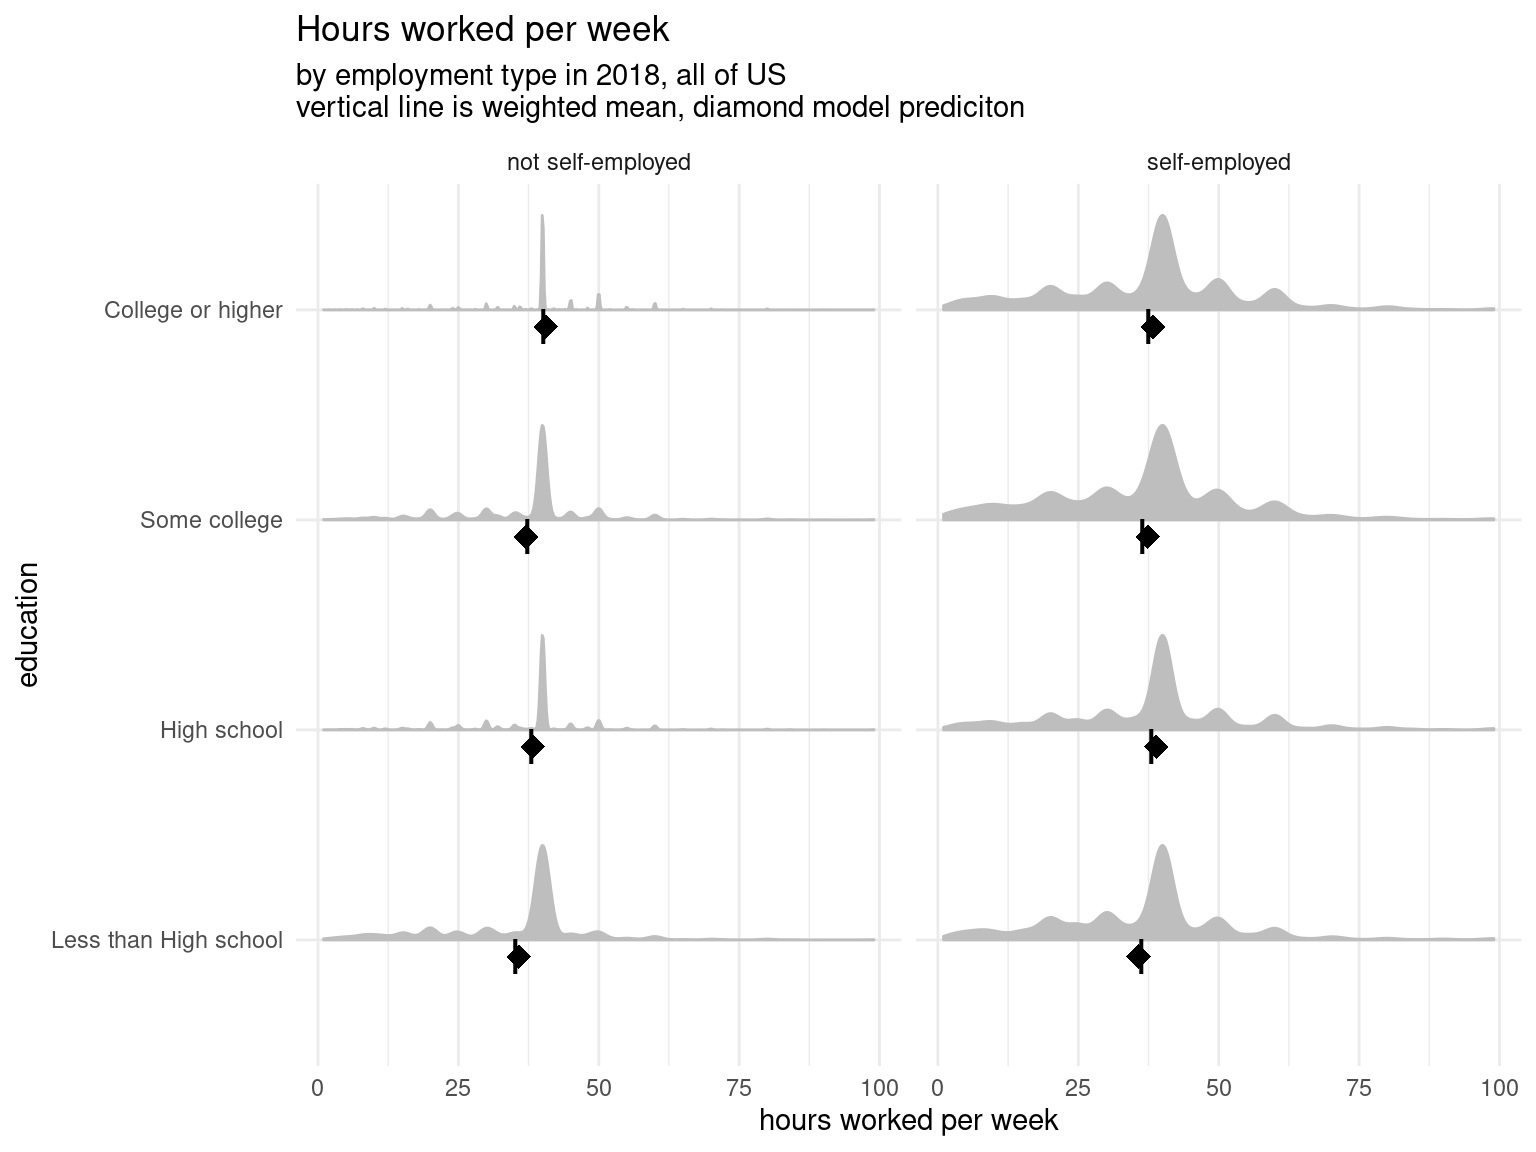 Hours worked per week
by employment type in 2018, all of US
vertical line is weighted mean, diamond model prediciton
not self-employed
self-employed
College or higher
Some college
education
High school
Less than High school
0 25 50 75 100 0 25 50 75 100
hours worked per week